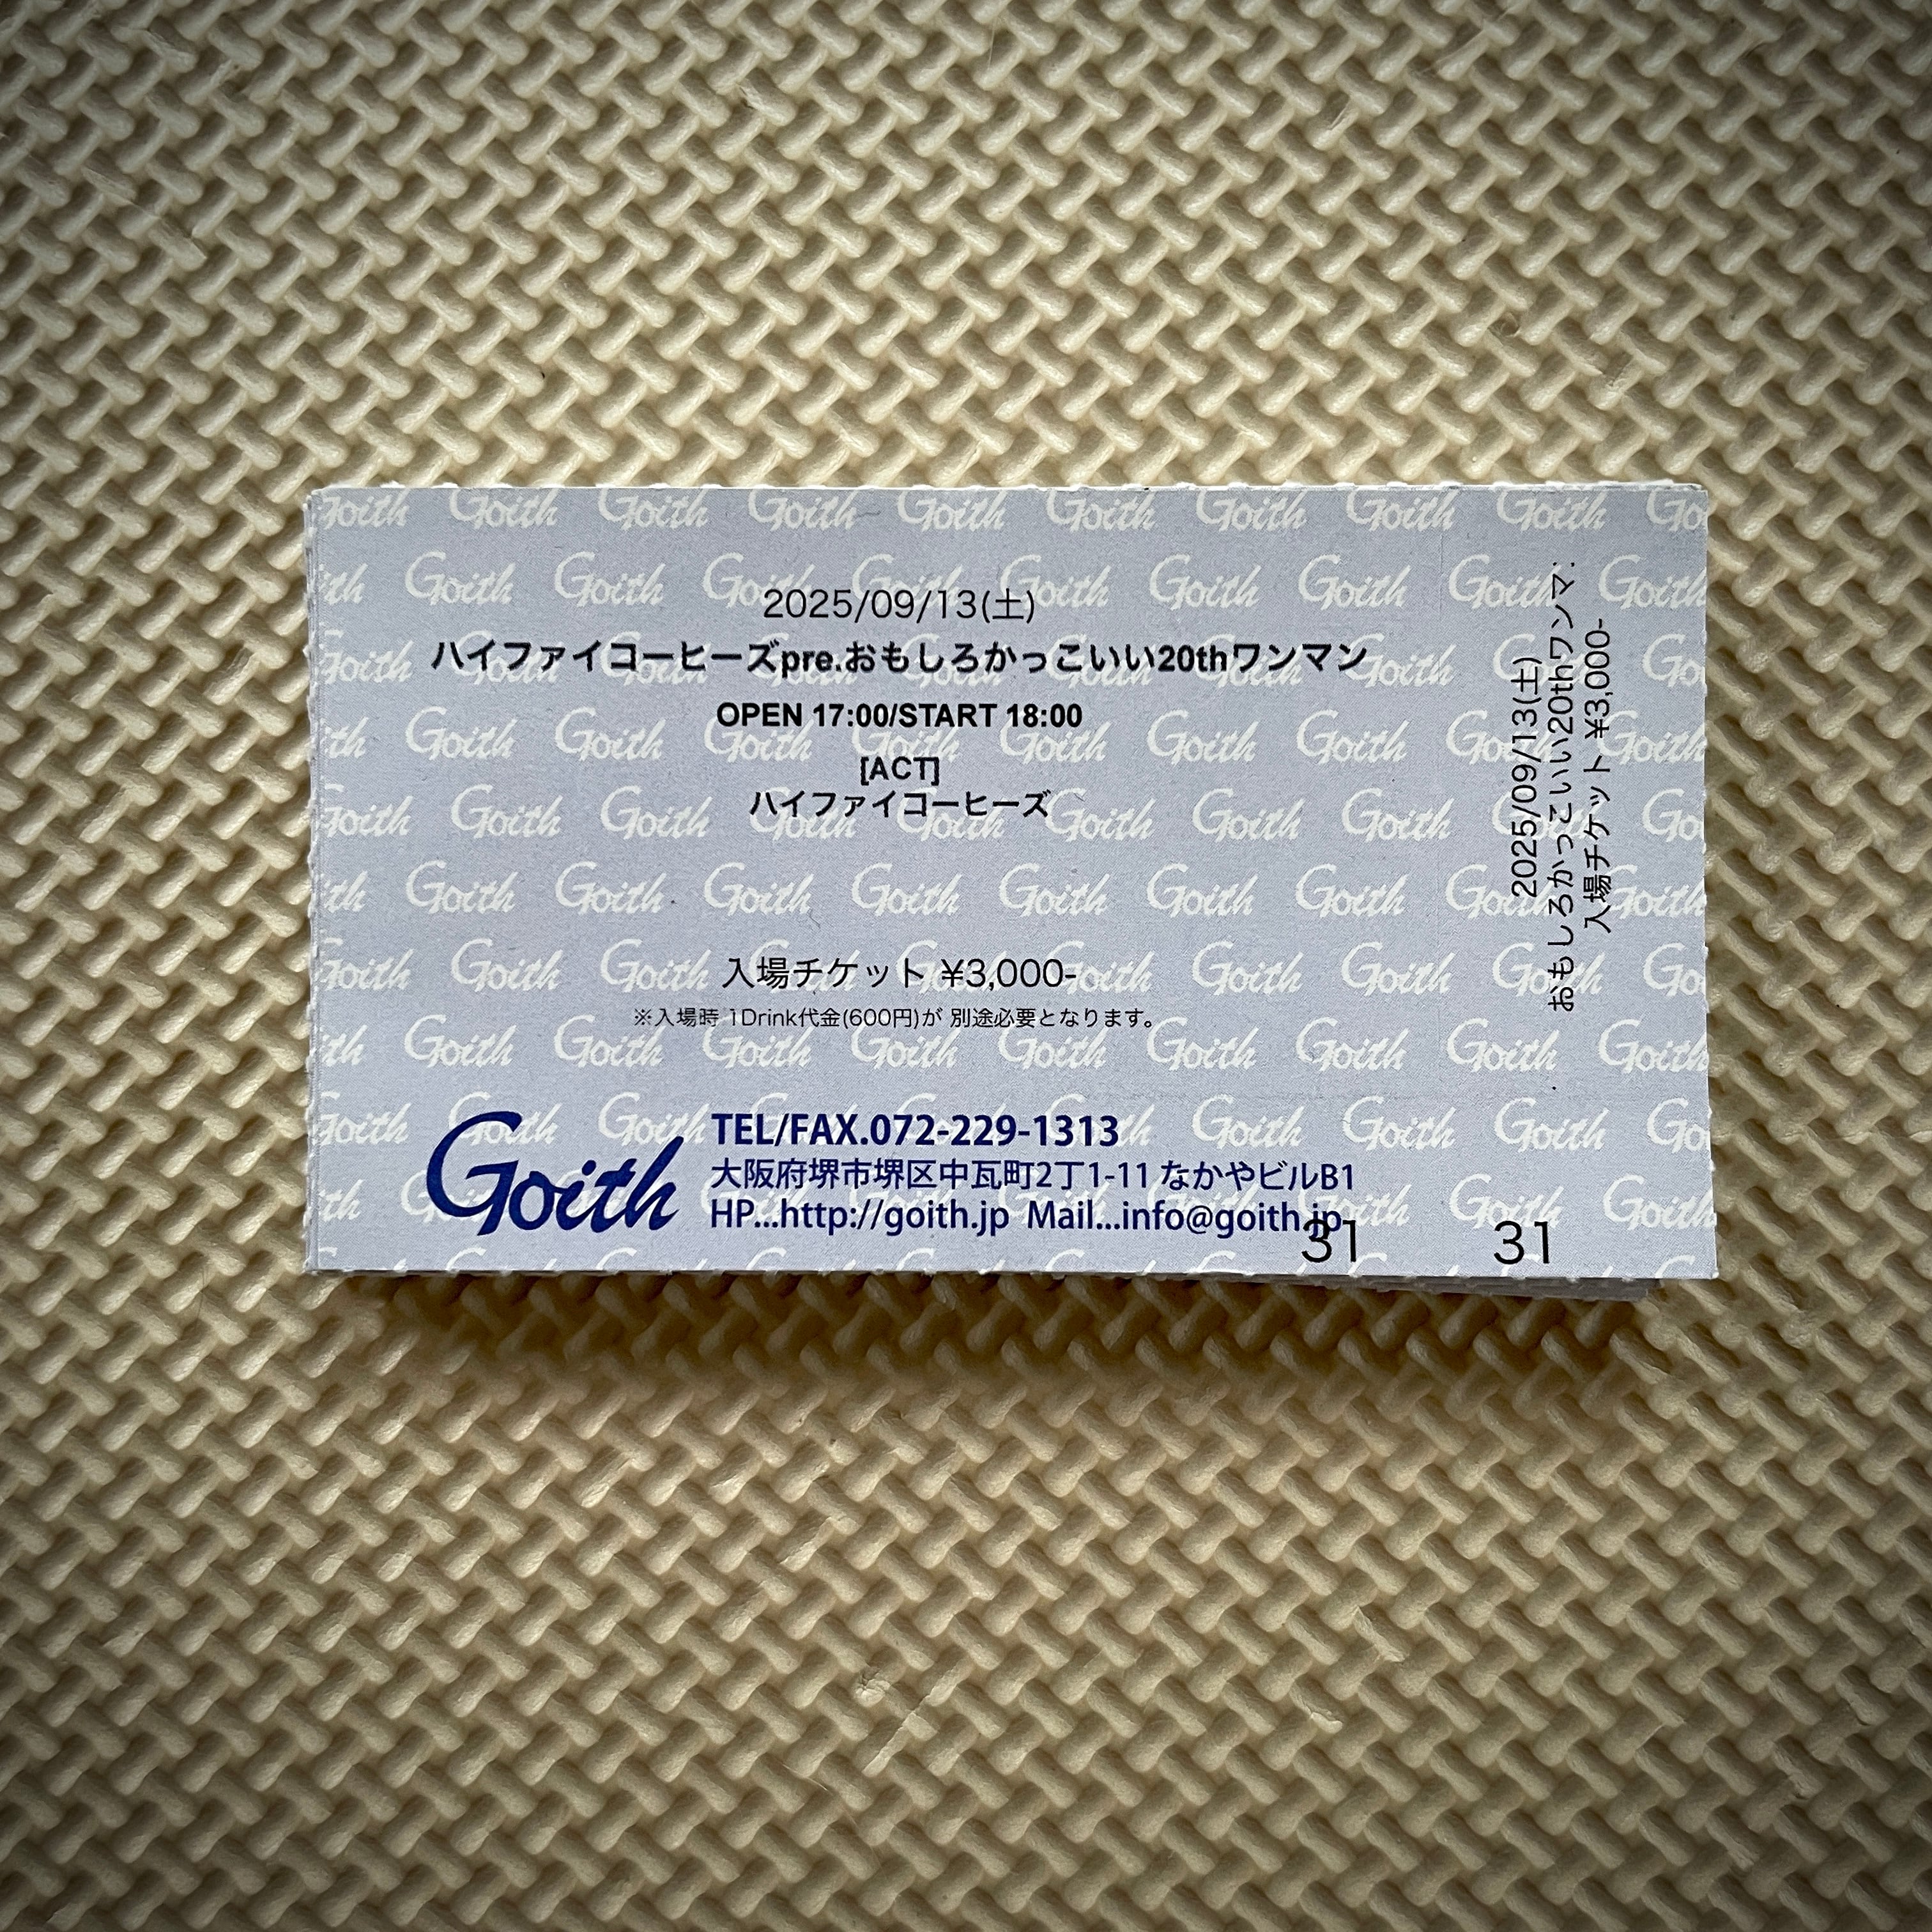 2025/09/13(土)
ハイファイコーヒーズpre.おもしろかっこいい20thワンマン
OPEN 17:00/START 18:00
[ACT]
ハイファイコーヒーズ
入場チケット ¥3,000-
※入場時 1Drink代金(600円)が 別途必要となります。
Goith
TEL/FAX.072-229-1313
大阪府堺市堺区中瓦町2丁1-11 なかやビルB1
HP...http://goith.jp Mail...info@goith.jp
31
2025/09/13(土)
おもしろかっこいい20thワンマ
入場チケット ¥3,000-
31